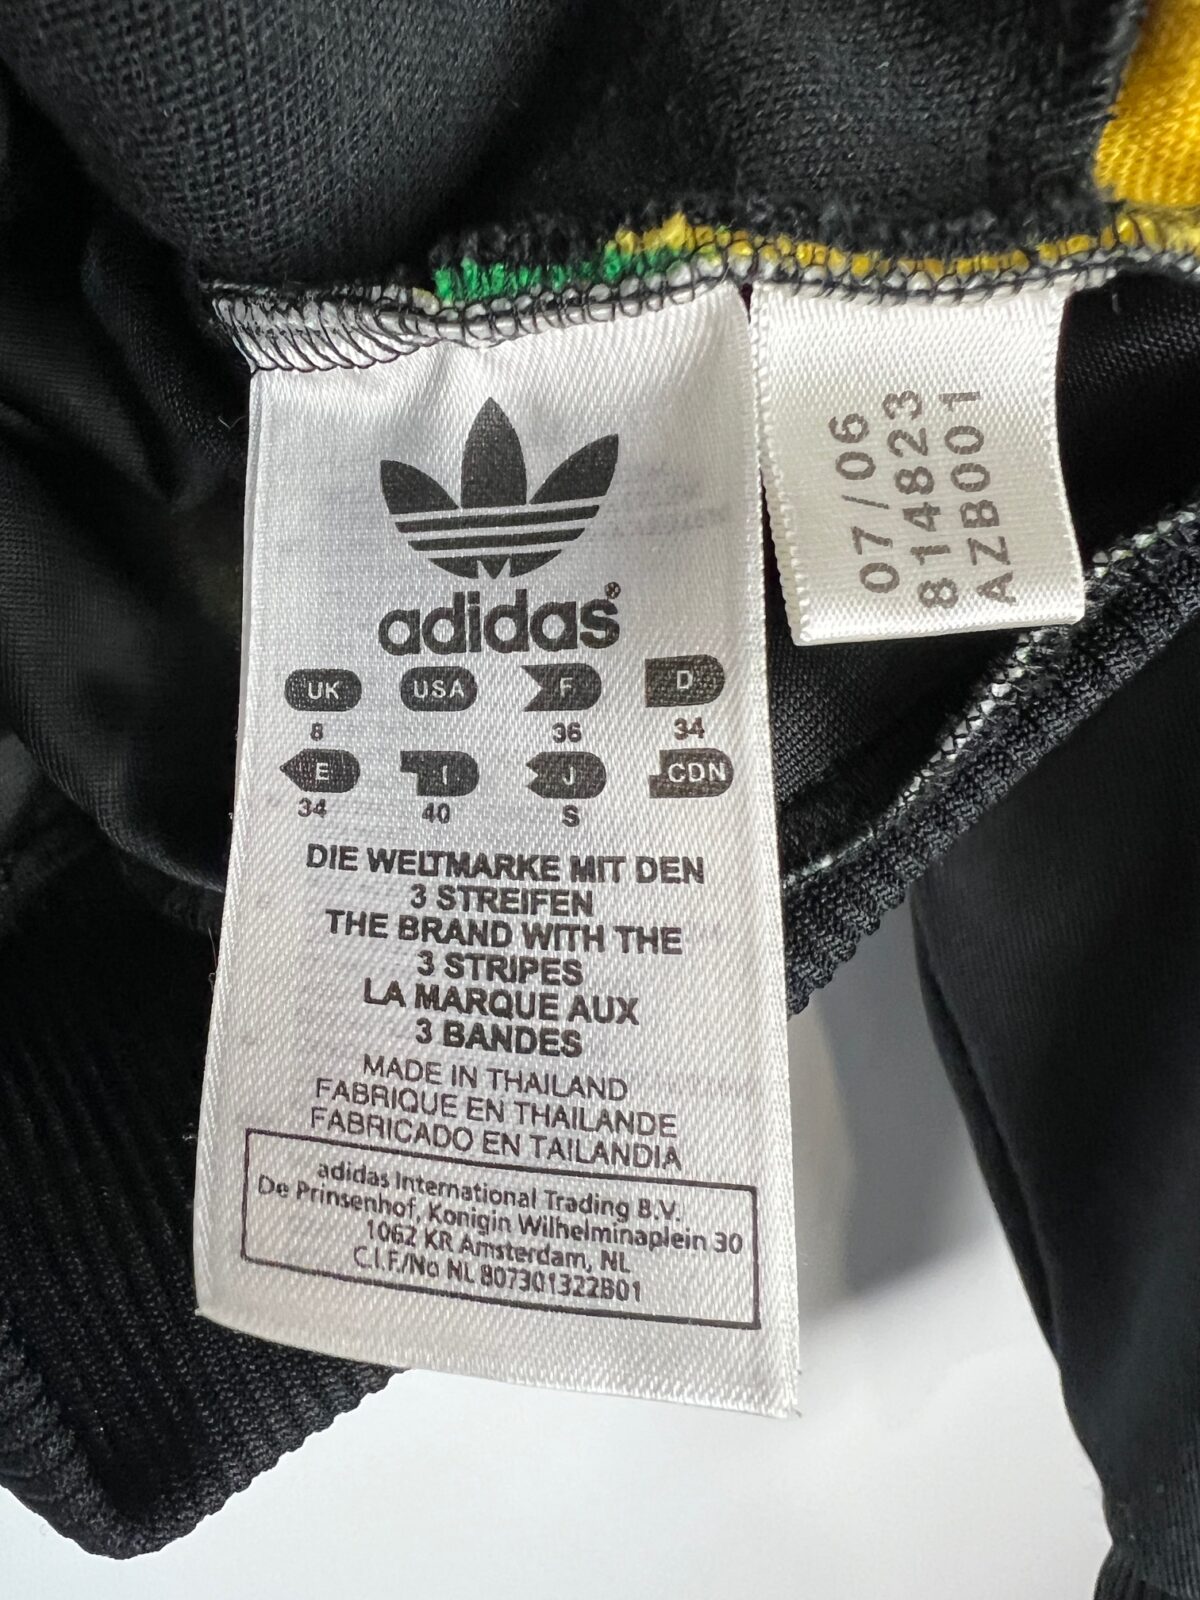 adidas®
UK USA F D
8 36 34
E I J CDN
34 40 S
DIE WELTMARKE MIT DEN
3 STREIFEN
THE BRAND WITH THE
3 STRIPES
LA MARQUE AUX
3 BANDES
MADE IN THAILAND
FABRIQUE EN THAILANDE
FABRICADO EN TAILANDIA
adidas International Trading B.V.
De Prinsenhof, Konigin Wilhelminaplein 30
1062 KR Amsterdam, NL
C.I.F./No NL 807301322B01
07/06
814823
AZB001